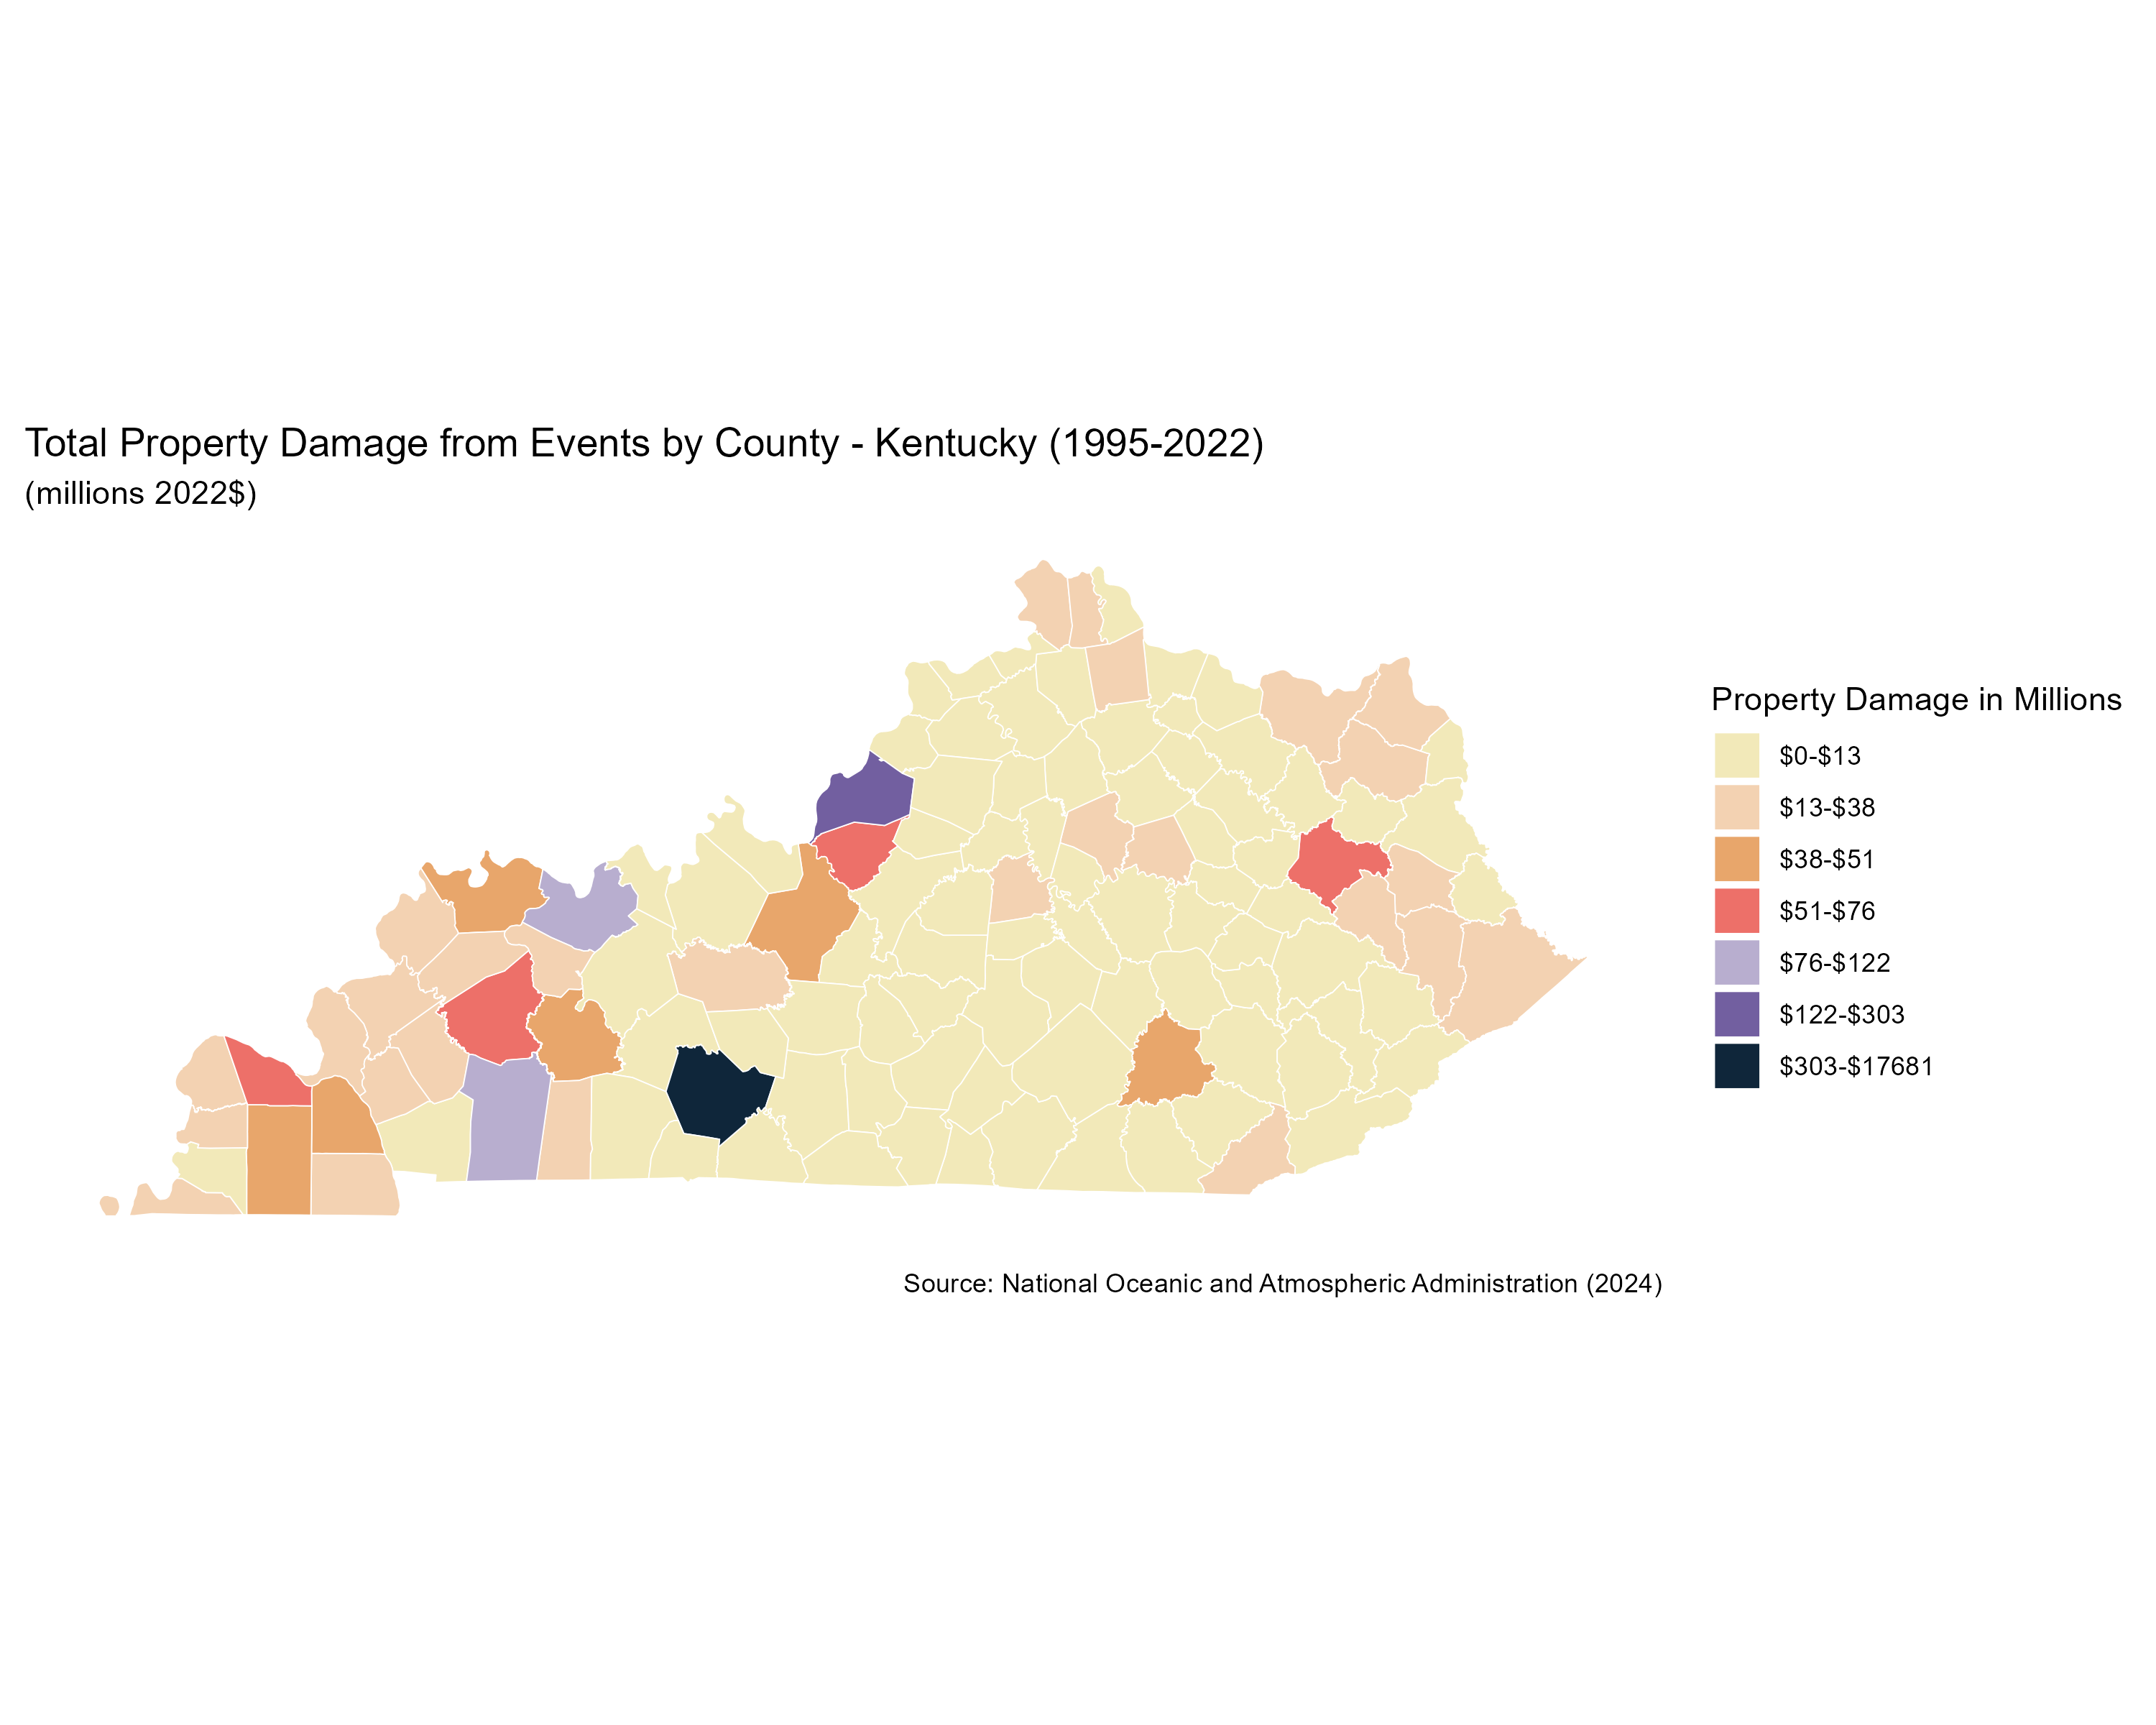 Total Property Damage from Events by County - Kentucky (1995-2022)
(millions 2022$)
Property Damage in Millions
$0-$13
$13-$38
$38-$51
$51-$76
$76-$122
$122-$303
$303-$17681
Source: National Oceanic and Atmospheric Administration (2024)